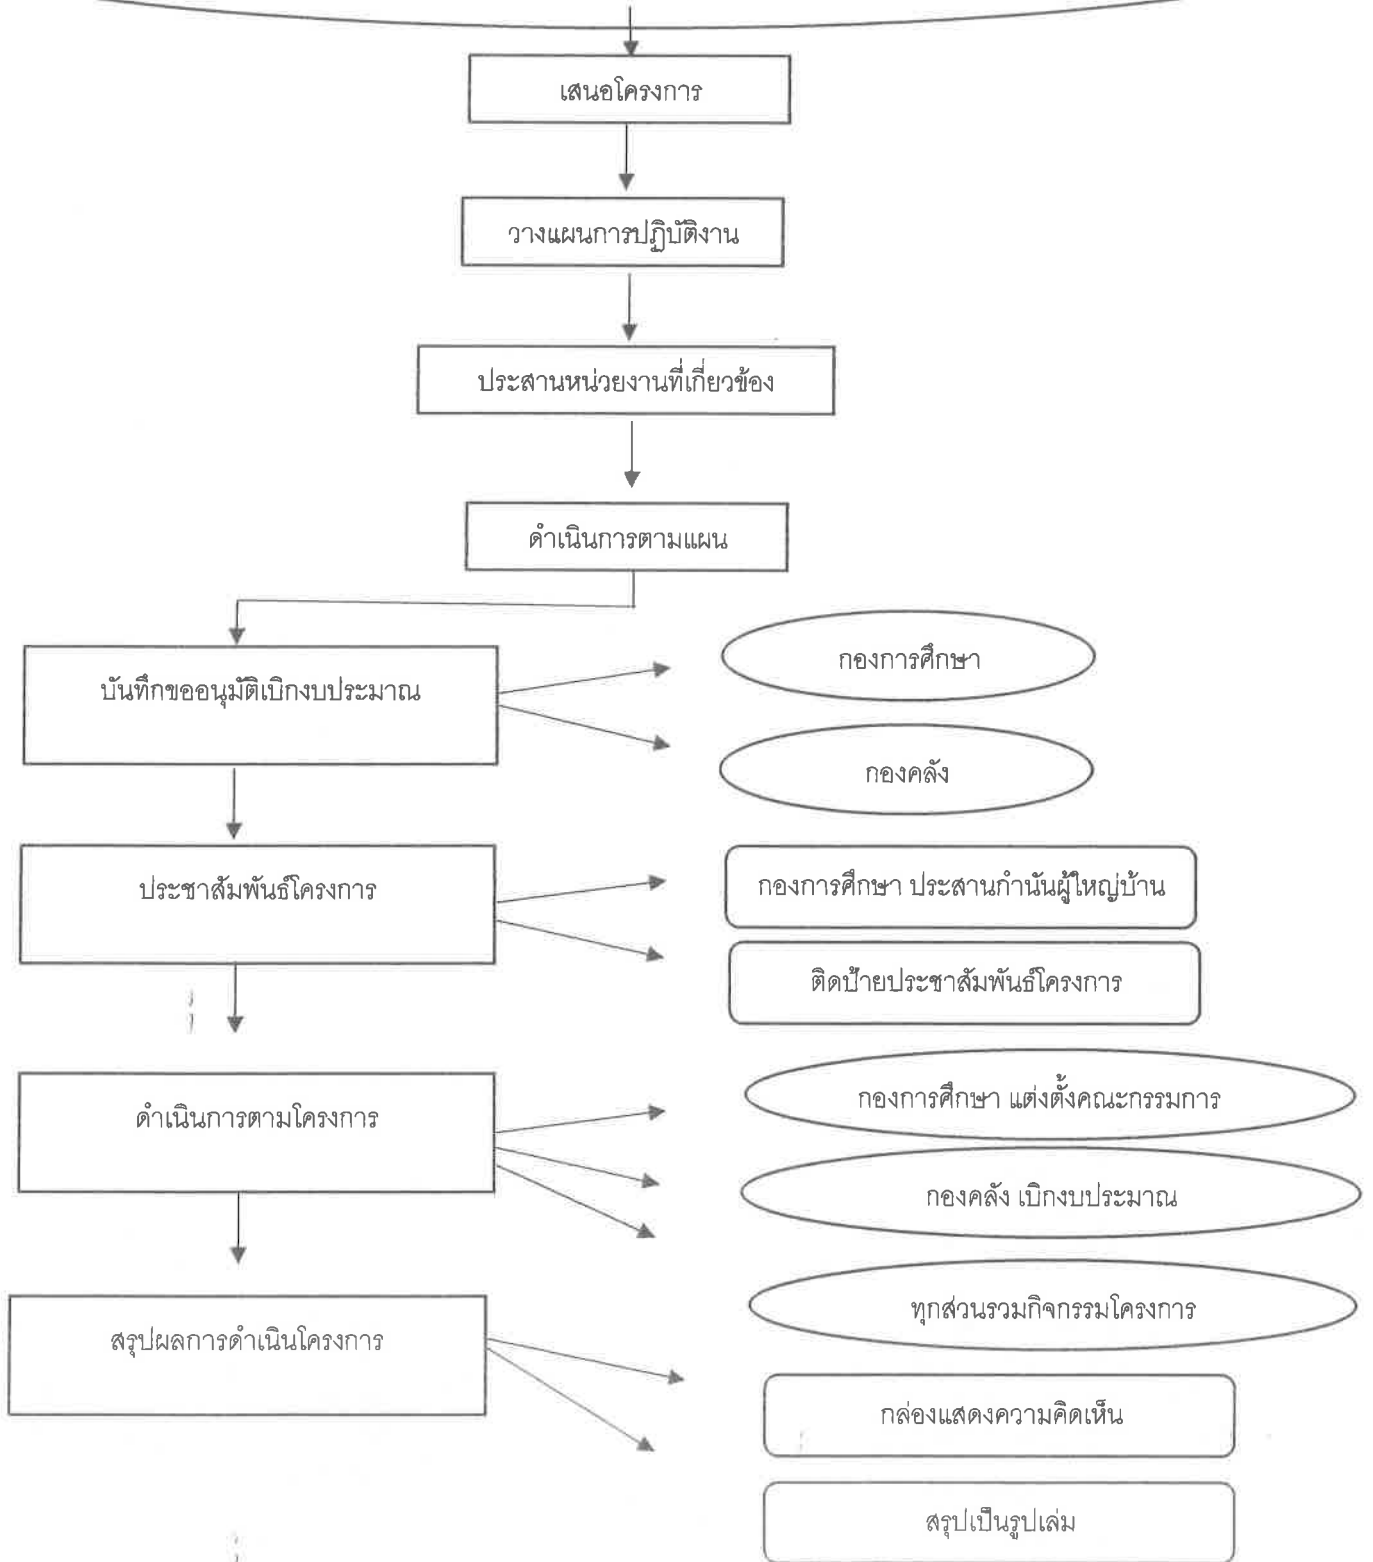 เสนอโครงการ
วางแผนการปฏิบัติงาน
ประสานหน่วยงานที่เกี่ยวข้อง
ดำเนินการตามแผน
บันทึกขออนุมัติเบิกงบประมาณ
กองการศึกษา
กองคลัง
ประชาสัมพันธ์โครงการ
กองการศึกษา ประสานกำนันผู้ใหญ่บ้าน
ติดป้ายประชาสัมพันธ์โครงการ
ดำเนินการตามโครงการ
กองการศึกษา แต่งตั้งคณะกรรมการ
กองคลัง เบิกงบประมาณ
ทุกส่วนรวมกิจกรรมโครงการ
สรุปผลการดำเนินโครงการ
กล่องแสดงความคิดเห็น
สรุปเป็นรูปเล่ม